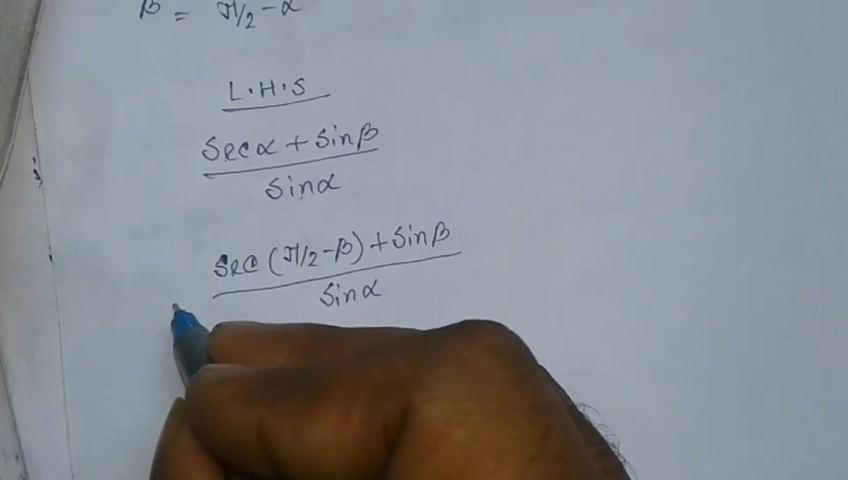 β = π/2 - α
L.H.S
Secα + Sinβ
Sinα
Sec (π/2 - β) + Sinβ
Sinα